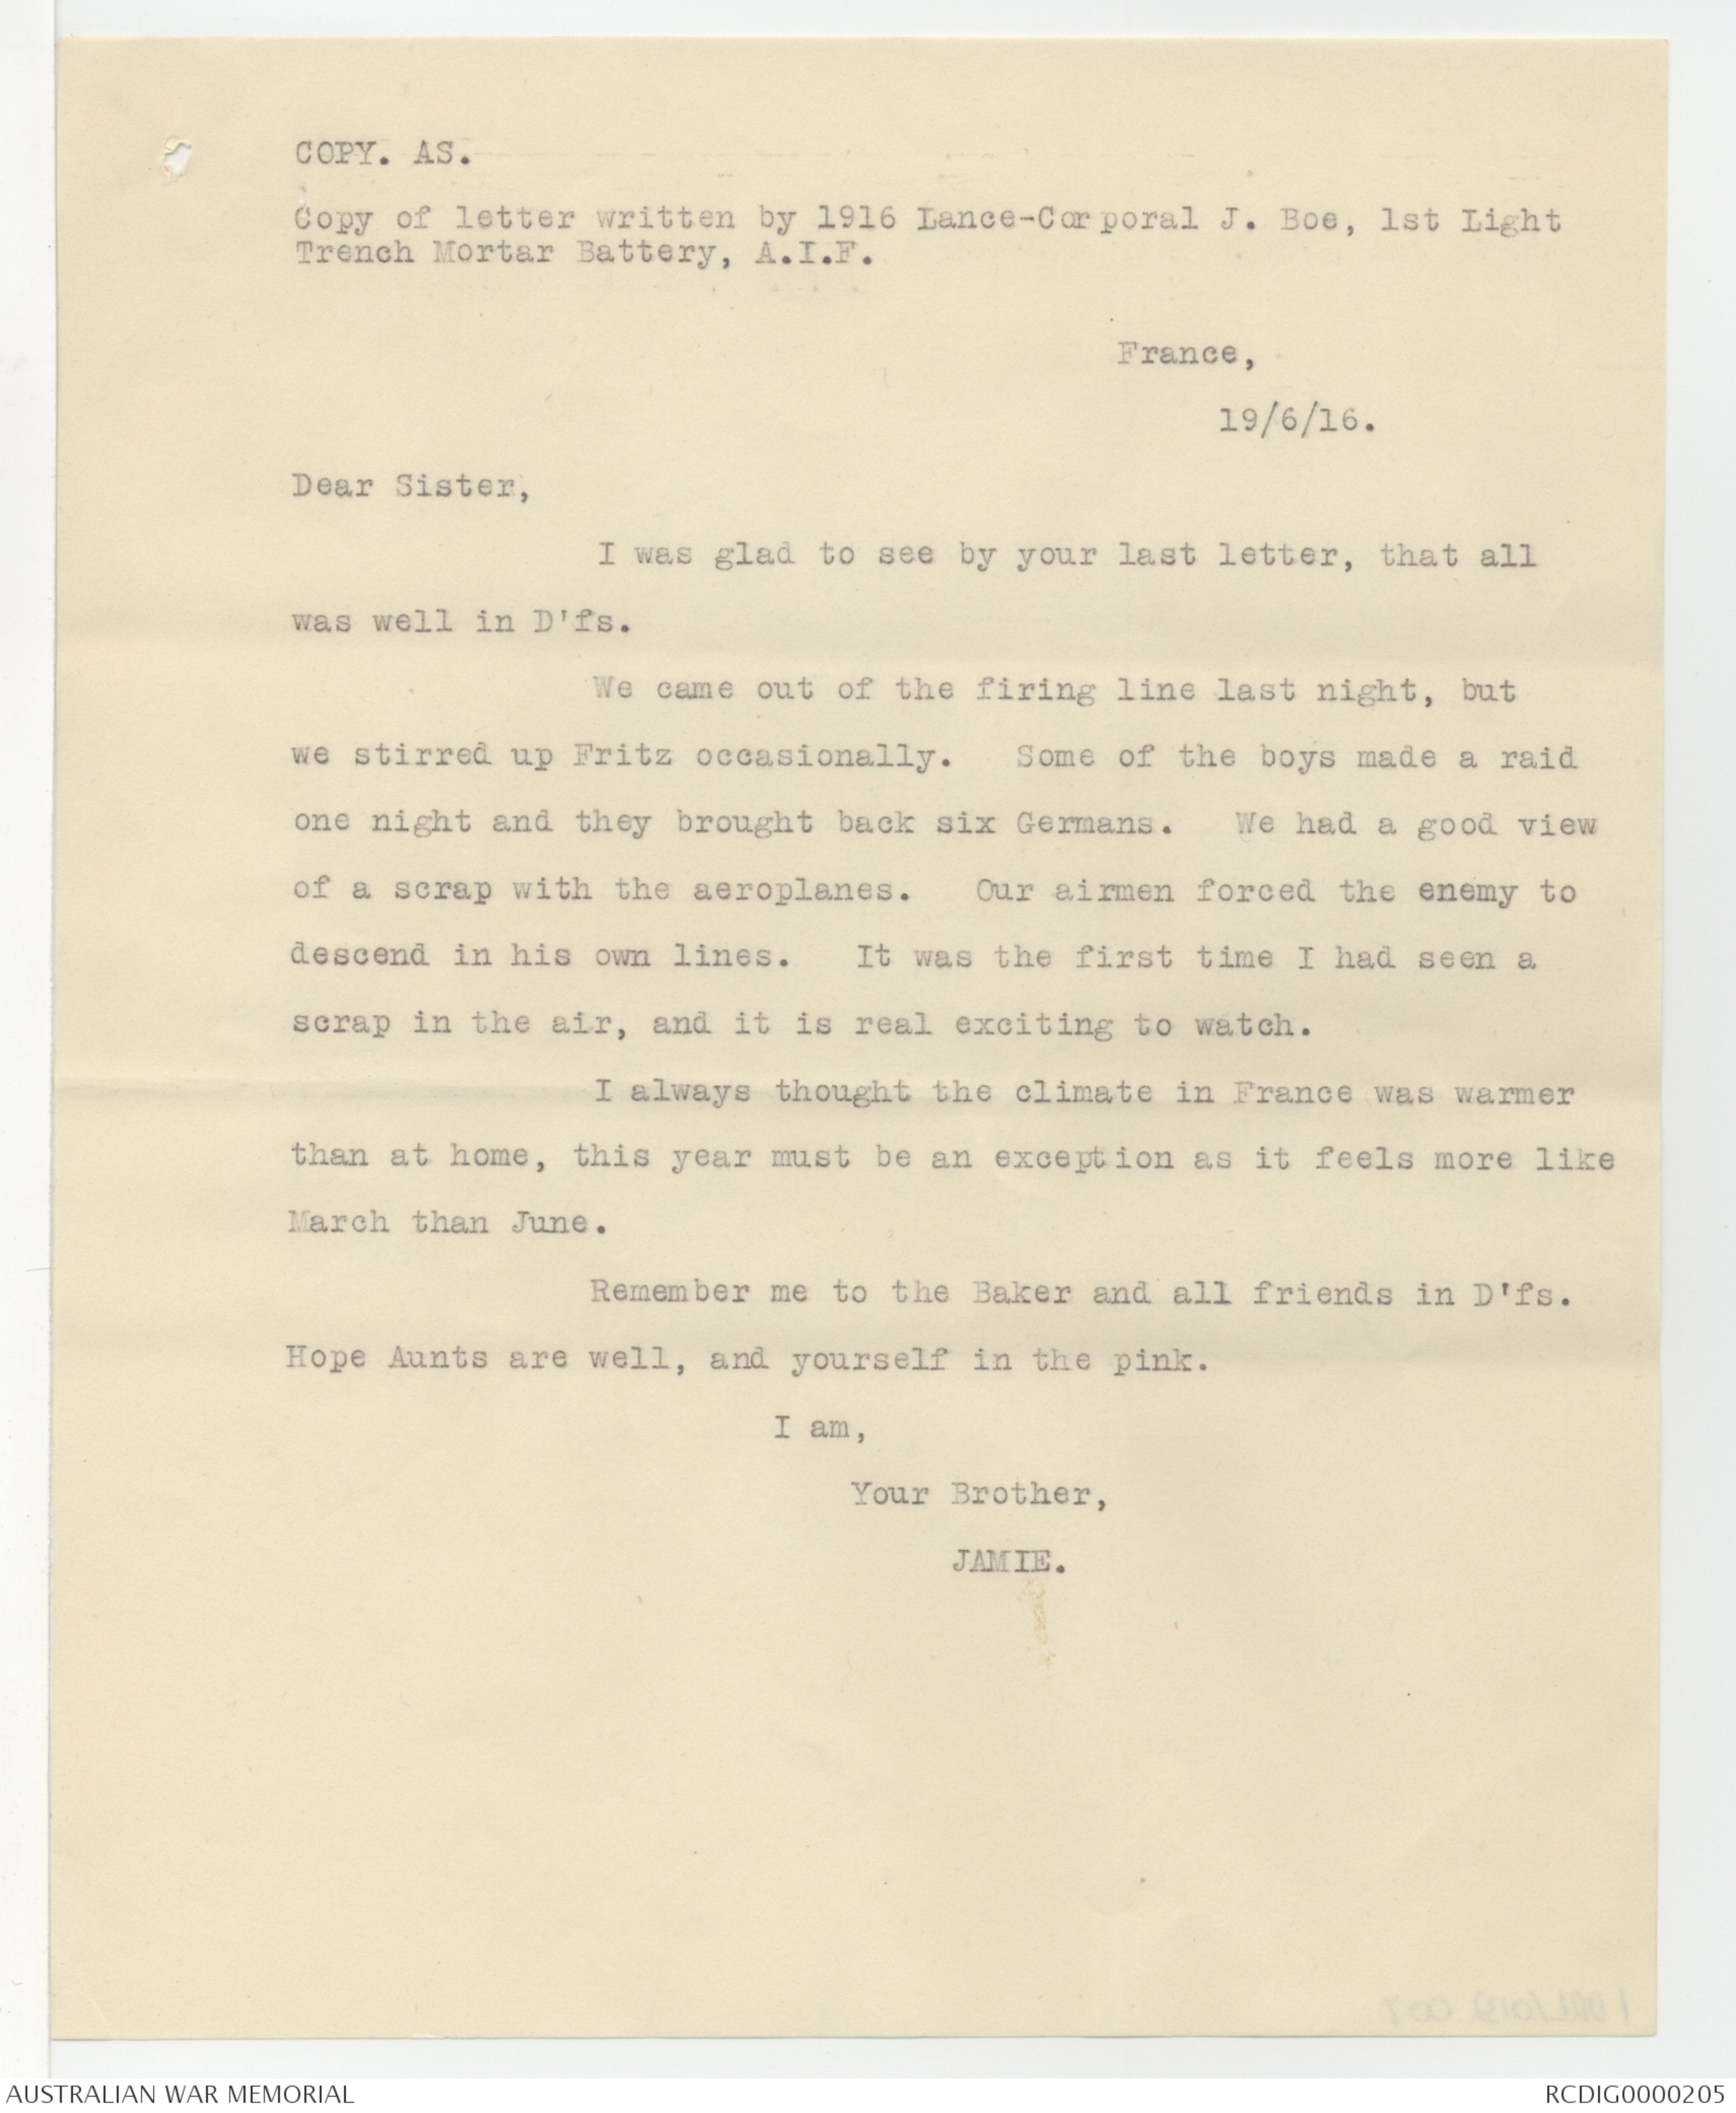 COPY. AS.
Copy of letter written by 1916 Lance-Corporal J. Boe, 1st Light
Trench Mortar Battery, A.I.F.
France,
19/6/16.
Dear Sister,
I was glad to see by your last letter, that all
was well in D'fs.
We came out of the firing line last night, but
we stirred up Fritz occasionally. Some of the boys made a raid
one night and they brought back six Germans. We had a good view
of a scrap with the aeroplanes. Our airmen forced the enemy to
descend in his own lines. It was the first time I had seen a
scrap in the air, and it is real exciting to watch.
I always thought the climate in France was warmer
than at home, this year must be an exception as it feels more like
March than June.
Remember me to the Baker and all friends in D'fs.
Hope Aunts are well, and yourself in the pink.
I am,
Your Brother,
JAMIE.
AUSTRALIAN WAR MEMORIAL
RCDIG0000205